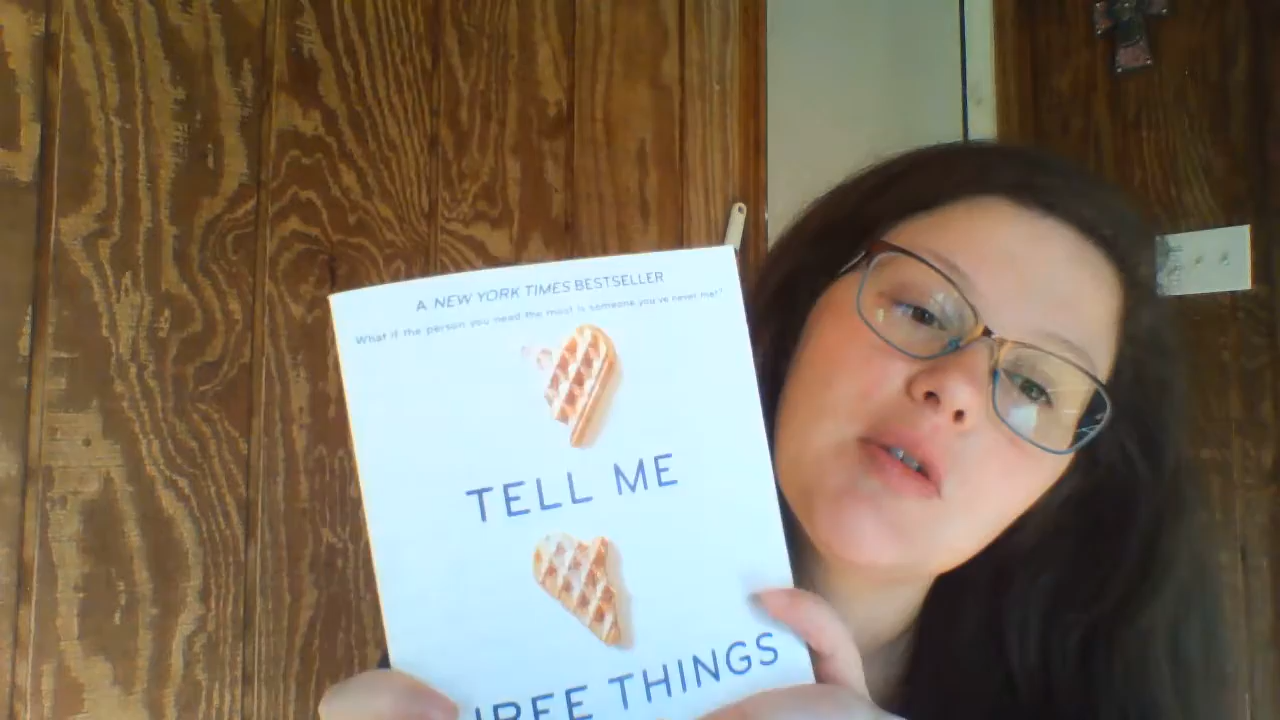 A NEW YORK TIMES BESTSELLER
What if the person you need the most is someone you've never met?
TELL ME
THREE THINGS